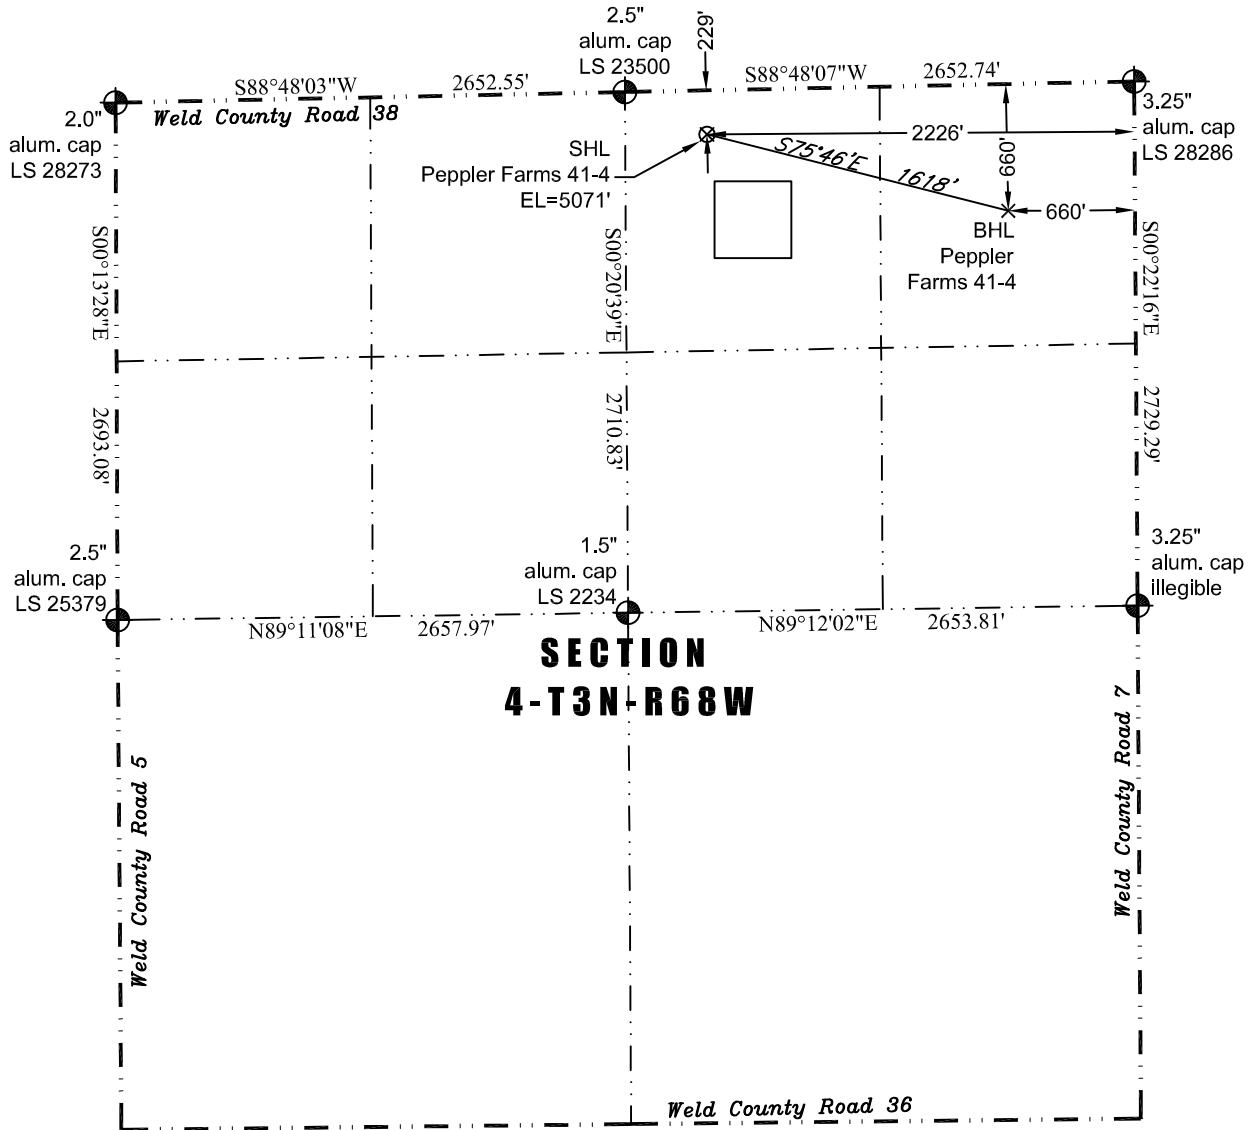 2.5"
alum. cap
LS 23500
229'
S88°48'03"W
2652.55'
S88°48'07"W
2652.74'
Weld County Road 38
2.0"
alum. cap
LS 28273
3.25"
alum. cap
LS 28286
SHL
Peppler Farms 41-4
EL=5071'
2226'
S75°46'E
1618'
660'
660'
BHL
Peppler
Farms 41-4
S00°13'28"E
S00°20'39"E
S00°22'16"E
2693.08'
2710.83'
2729.29'
2.5"
alum. cap
LS 25379
1.5"
alum. cap
LS 2234
3.25"
alum. cap
illegible
N89°11'08"E
2657.97'
N89°12'02"E
2653.81'
SECTION
4-T3N-R68W
Weld County Road 5
Weld County Road 7
Weld County Road 36